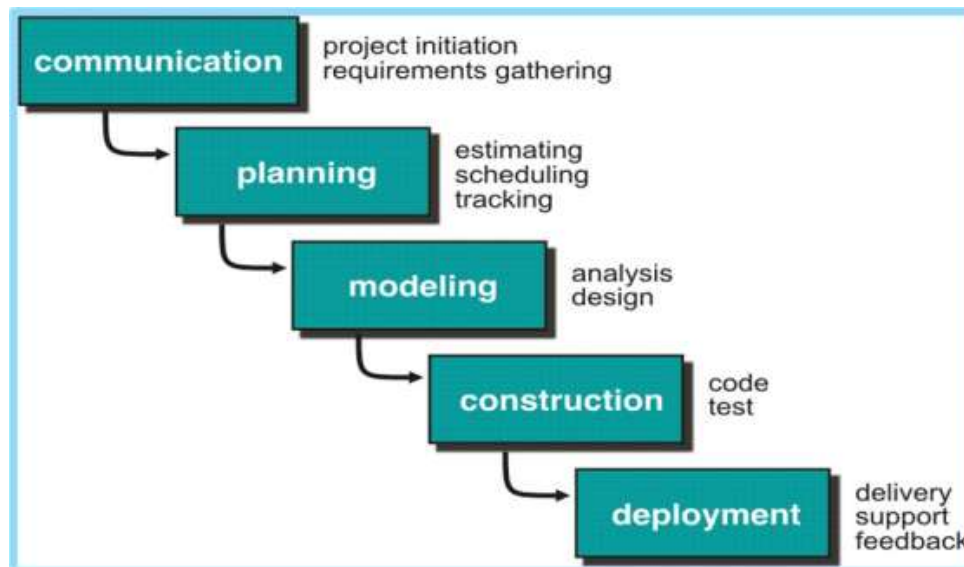 communication
project initiation
requirements gathering
planning
estimating
scheduling
tracking
modeling
analysis
design
construction
code
test
deployment
delivery
support
feedback